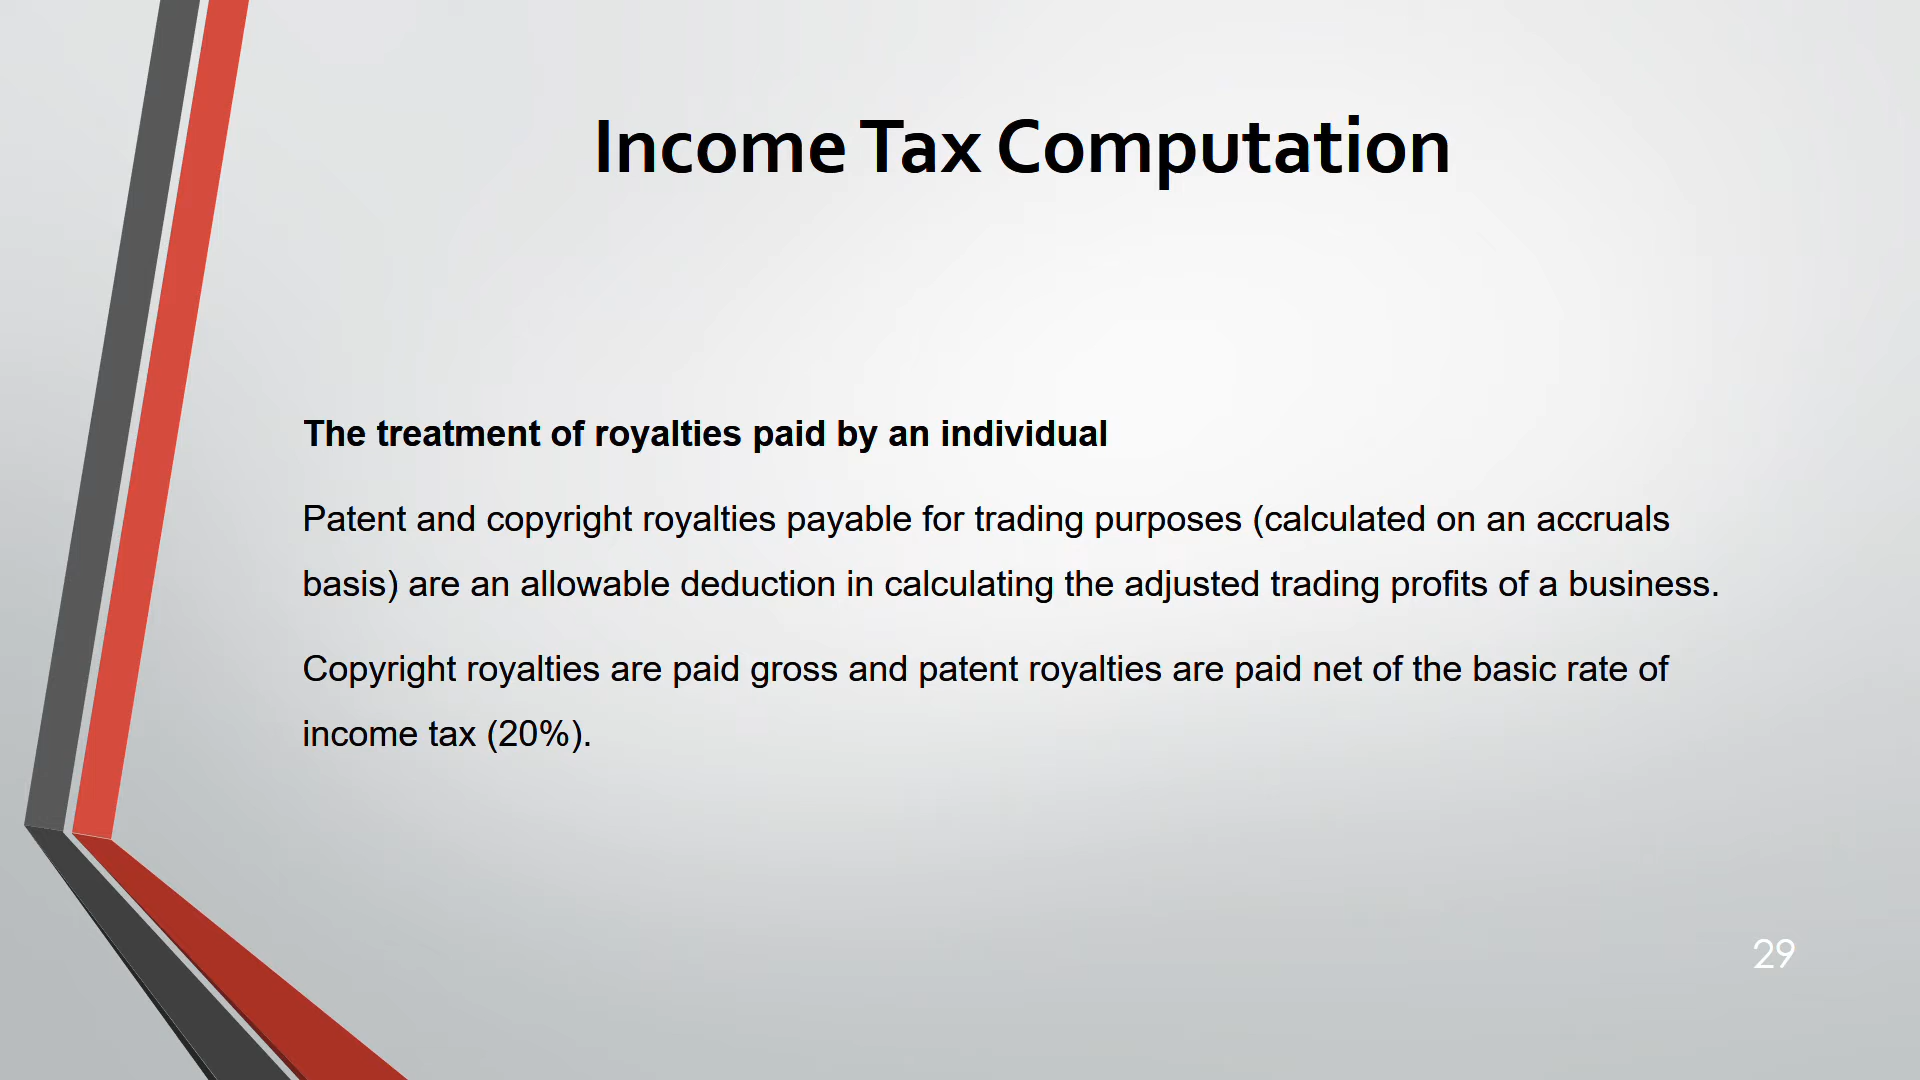 Income Tax Computation
The treatment of royalties paid by an individual
Patent and copyright royalties payable for trading purposes (calculated on an accruals
basis) are an allowable deduction in calculating the adjusted trading profits of a business.
Copyright royalties are paid gross and patent royalties are paid net of the basic rate of
income tax (20%).
29